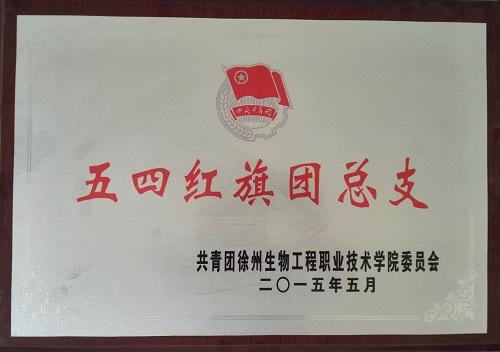 五四红旗团总支
共青团徐州生物工程职业技术学院委员会
二〇一五年五月